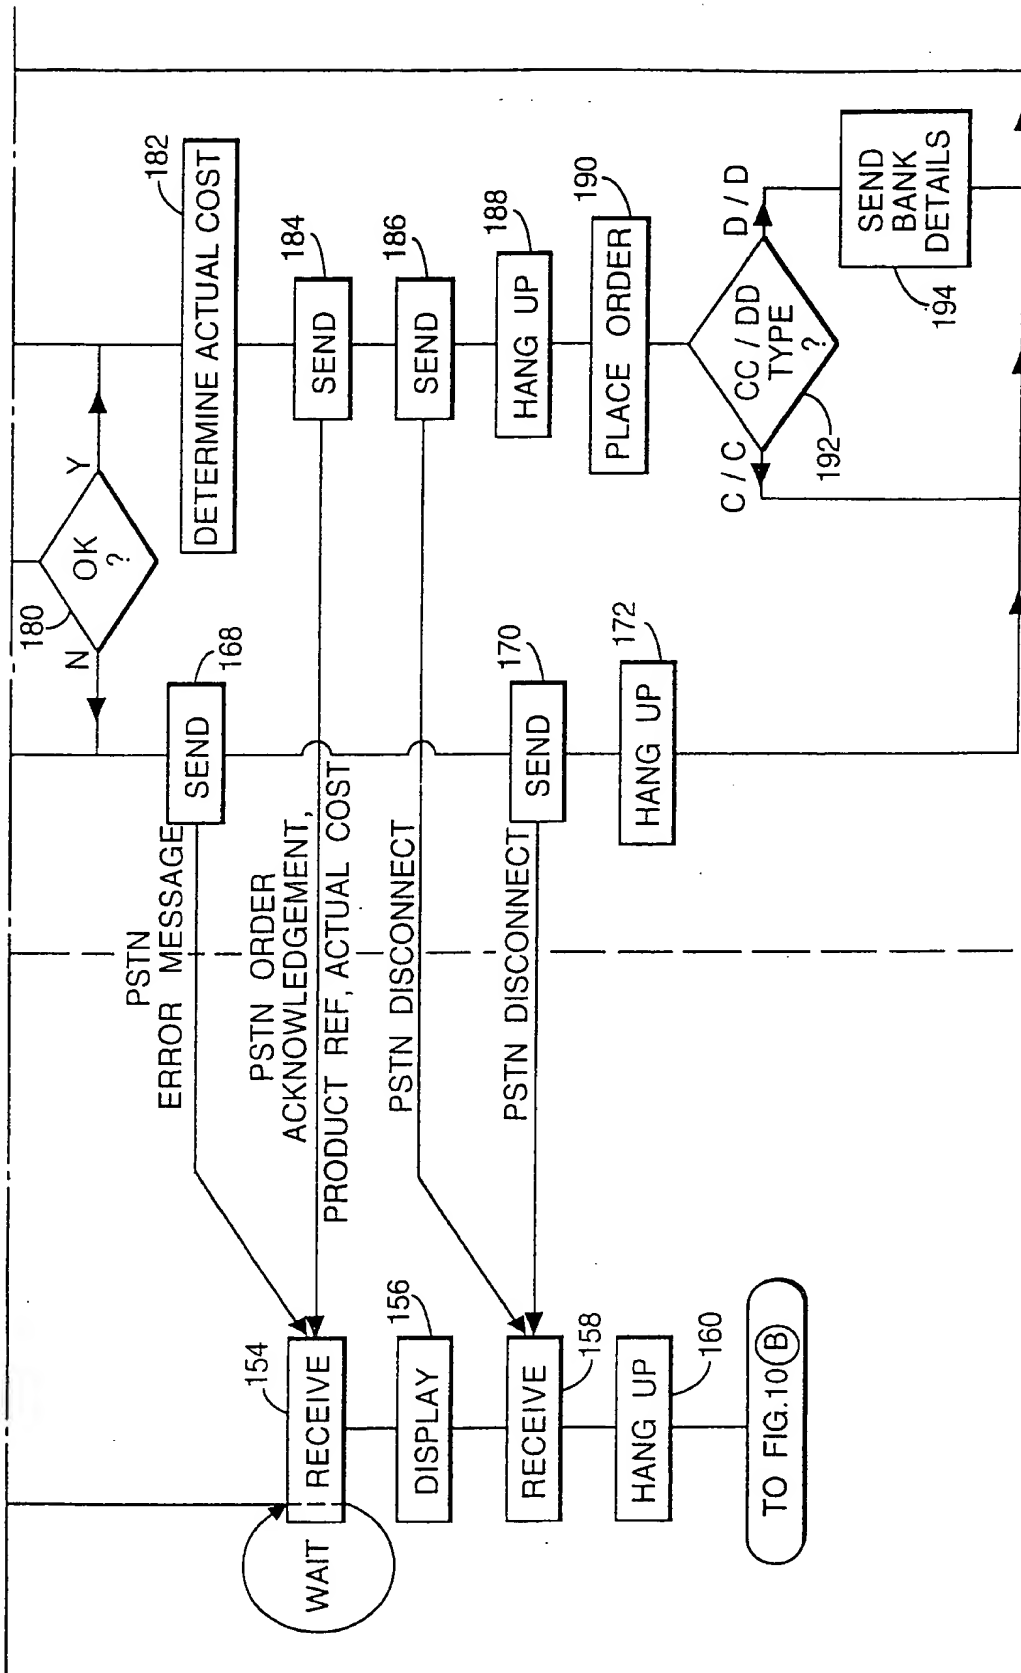 WAIT
RECEIVE
154
DISPLAY
156
RECEIVE
158
HANG UP
160
TO FIG.10 B
PSTN
ERROR MESSAGE
PSTN ORDER
ACKNOWLEDGEMENT,
PRODUCT REF, ACTUAL COST
PSTN DISCONNECT
PSTN DISCONNECT
180
OK
?
N
Y
SEND
168
SEND
170
HANG UP
172
DETERMINE ACTUAL COST
182
SEND
184
SEND
186
HANG UP
188
PLACE ORDER
190
CC / DD
TYPE
?
192
C / C
D / D
SEND
BANK
DETAILS
194